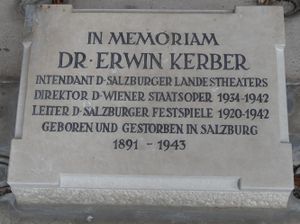 IN MEMORIAM
DR·ERWIN KERBER
INTENDANT D·SALZBURGER LANDESTHEATERS
DIREKTOR D·WIENER STAATSOPER 1934-1942
LEITER D·SALZBURGER FESTSPIELE 1920-1942
GEBOREN UND GESTORBEN IN SALZBURG
1891 - 1943